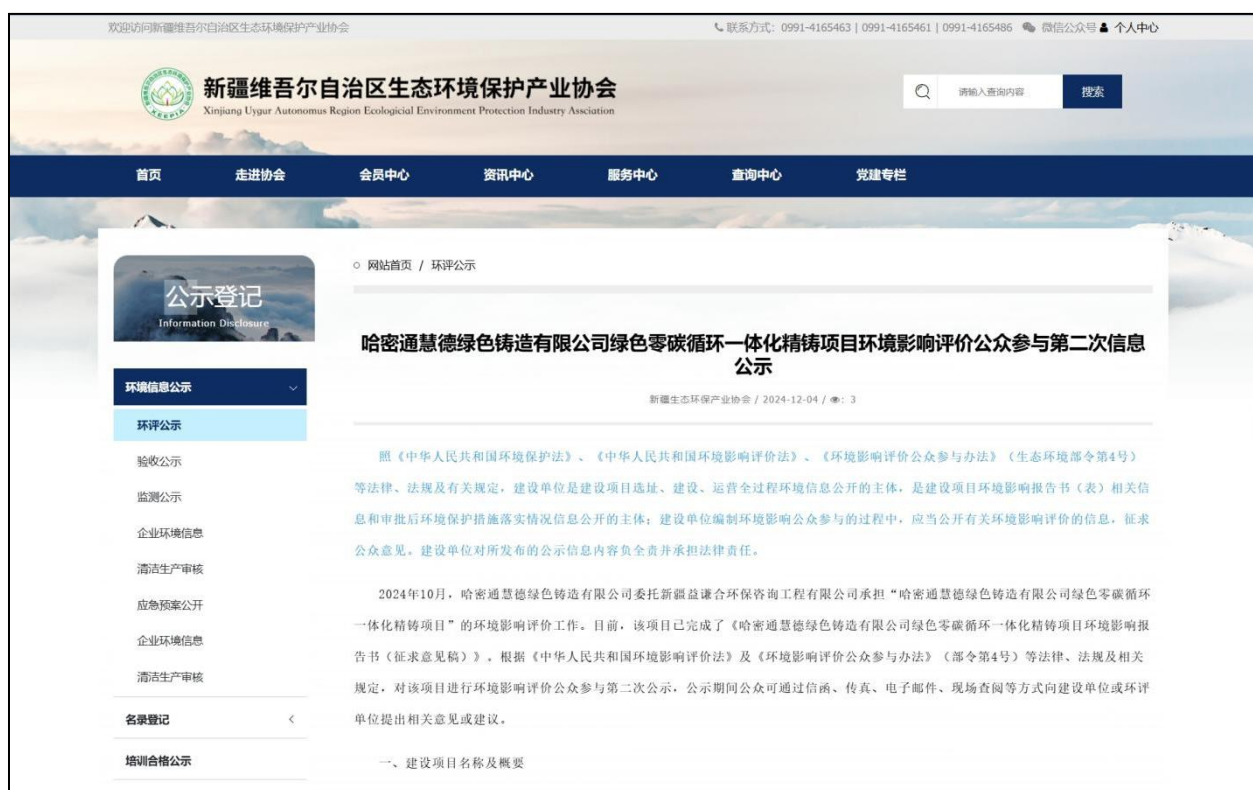 欢迎访问新疆维吾尔自治区生态环境保护产业协会
联系方式：0991-4165463 | 0991-4165461 | 0991-4165486 微信公众号 个人中心
新疆维吾尔自治区生态环境保护产业协会
Xinjiang Uygur Autonomus Region Ecologicial Environment Protection Industry Assciation
XEEPIA
请输入查询内容
搜索
首页 走进协会 会员中心 资讯中心 服务中心 查询中心 党建专栏
公示登记
Information Disclosure
环境信息公示
环评公示
验收公示
监测公示
企业环境信息
清洁生产审核
应急预案公开
企业环境信息
清洁生产审核
名录登记
培训合格公示
网站首页 / 环评公示
哈密通慧德绿色铸造有限公司绿色零碳循环一体化精铸项目环境影响评价公众参与第二次信息
公示
新疆生态环保产业协会 / 2024-12-04 / : 3
照《中华人民共和国环境保护法》、《中华人民共和国环境影响评价法》、《环境影响评价公众参与办法》（生态环境部令第4号）
等法律、法规及有关规定，建设单位是建设项目选址、建设、运营全过程环境信息公开的主体，是建设项目环境影响报告书（表）相关信
息和审批后环境保护措施落实情况信息公开的主体；建设单位编制环境影响公众参与的过程中，应当公开有关环境影响评价的信息，征求
公众意见。建设单位对所发布的公示信息内容负全责并承担法律责任。
2024年10月，哈密通慧德绿色铸造有限公司委托新疆益谦合环保咨询工程有限公司承担“哈密通慧德绿色铸造有限公司绿色零碳循环
一体化精铸项目”的环境影响评价工作。目前，该项目已完成了《哈密通慧德绿色铸造有限公司绿色零碳循环一体化精铸项目环境影响报
告书（征求意见稿）》。根据《中华人民共和国环境影响评价法》及《环境影响评价公众参与办法》（部令第4号）等法律、法规及相关
规定，对该项目进行环境影响评价公众参与第二次公示，公示期间公众可通过信函、传真、电子邮件、现场查阅等方式向建设单位或环评
单位提出相关意见或建议。
一、建设项目名称及概要